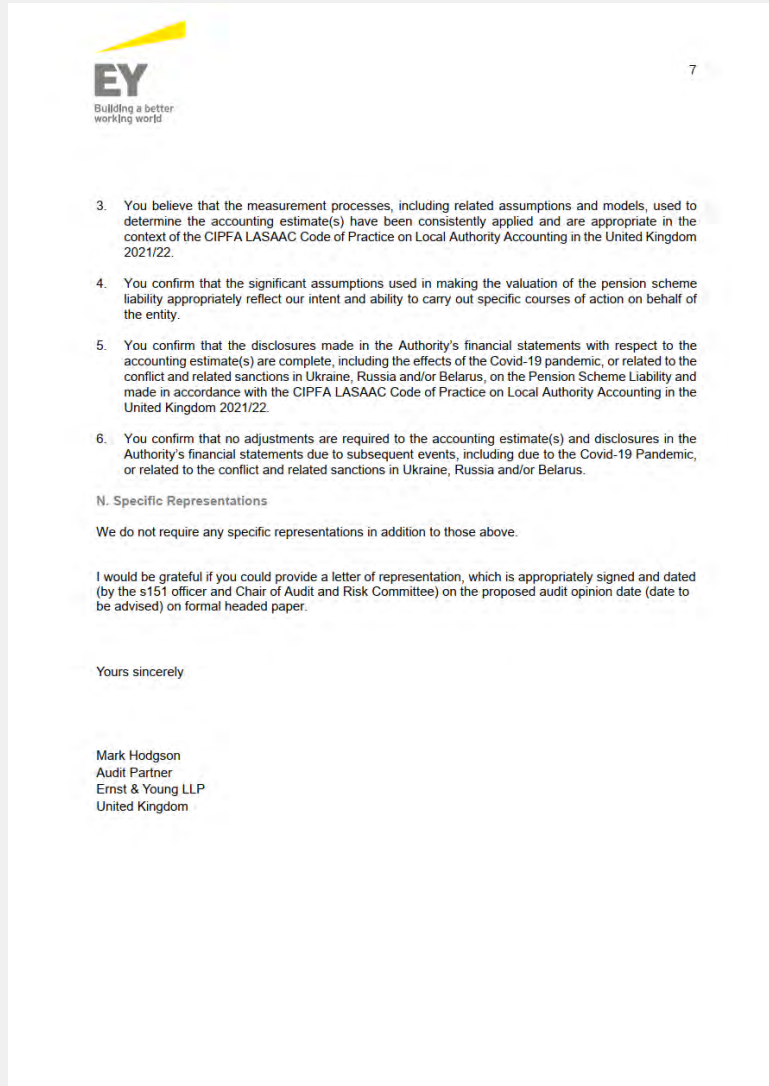 EY
Building a better
working world
7
3. You believe that the measurement processes, including related assumptions and models, used to
determine the accounting estimate(s) have been consistently applied and are appropriate in the
context of the CIPFA LASAAC Code of Practice on Local Authority Accounting in the United Kingdom
2021/22.
4. You confirm that the significant assumptions used in making the valuation of the pension scheme
liability appropriately reflect our intent and ability to carry out specific courses of action on behalf of
the entity.
5. You confirm that the disclosures made in the Authority's financial statements with respect to the
accounting estimate(s) are complete, including the effects of the Covid-19 pandemic, or related to the
conflict and related sanctions in Ukraine, Russia and/or Belarus, on the Pension Scheme Liability and
made in accordance with the CIPFA LASAAC Code of Practice on Local Authority Accounting in the
United Kingdom 2021/22.
6. You confirm that no adjustments are required to the accounting estimate(s) and disclosures in the
Authority's financial statements due to subsequent events, including due to the Covid-19 Pandemic,
or related to the conflict and related sanctions in Ukraine, Russia and/or Belarus.
N. Specific Representations
We do not require any specific representations in addition to those above.
I would be grateful if you could provide a letter of representation, which is appropriately signed and dated
(by the s151 officer and Chair of Audit and Risk Committee) on the proposed audit opinion date (date to
be advised) on formal headed paper.
Yours sincerely
Mark Hodgson
Audit Partner
Ernst & Young LLP
United Kingdom